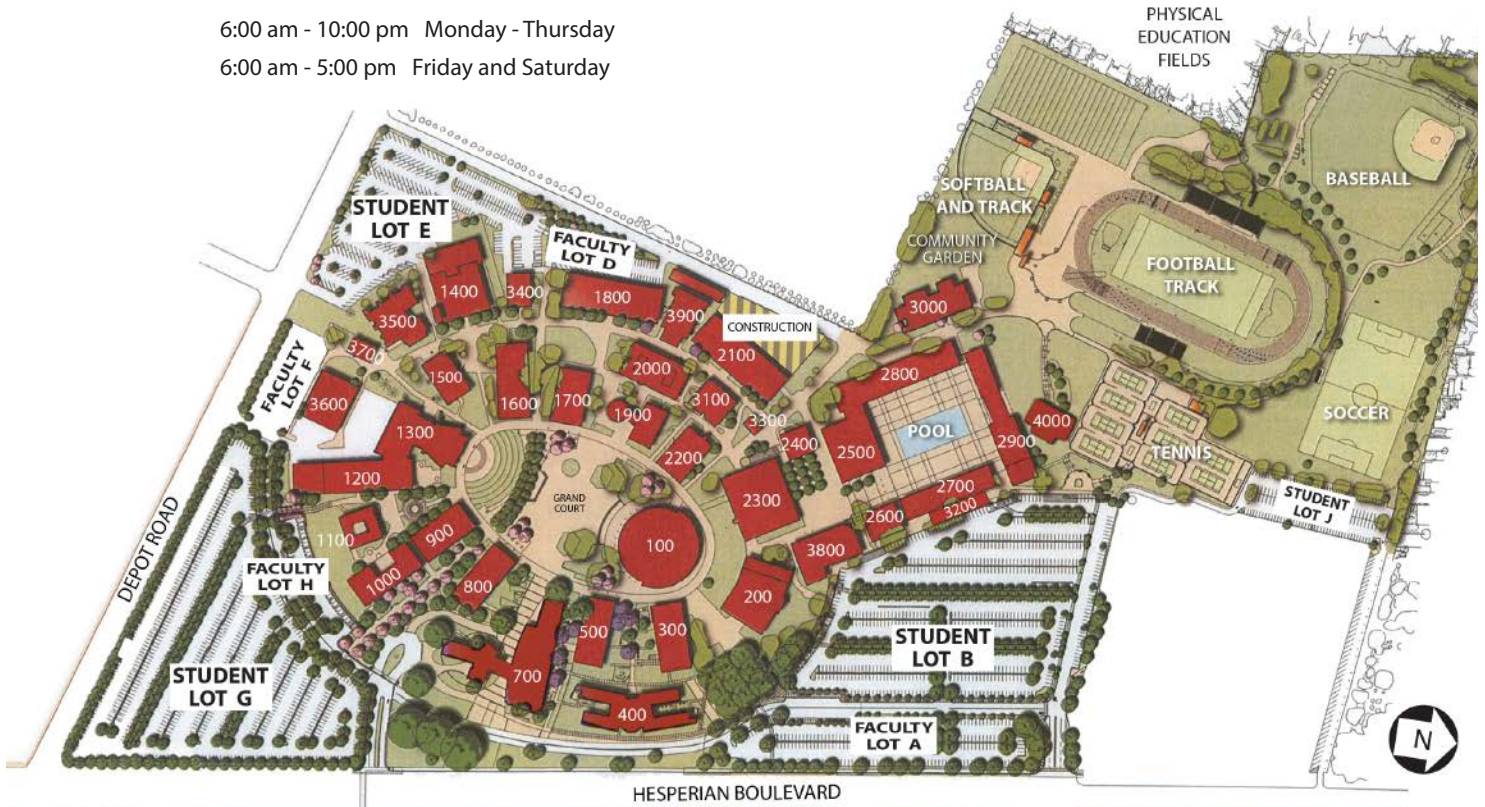 6:00 am - 10:00 pm Monday - Thursday
6:00 am - 5:00 pm Friday and Saturday
PHYSICAL
EDUCATION
FIELDS
BASEBALL
SOFTBALL
AND TRACK
COMMUNITY
GARDEN
FOOTBALL
TRACK
SOCCER
TENNIS
STUDENT
LOT J
STUDENT
LOT E
FACULTY
LOT D
1400
3400
1800
3900
CONSTRUCTION
2100
3000
3500
3700
FACULTY
LOT F
3600
1500
1600
1700
2000
1900
3100
3300
2200
2400
2800
2500
POOL
2900
4000
1300
1200
GRAND
COURT
2300
2700
3200
2600
3800
100
200
1100
900
1000
800
FACULTY
LOT H
DEPOT ROAD
STUDENT
LOT G
700
500
300
400
STUDENT
LOT B
FACULTY
LOT A
HESPERIAN BOULEVARD
N